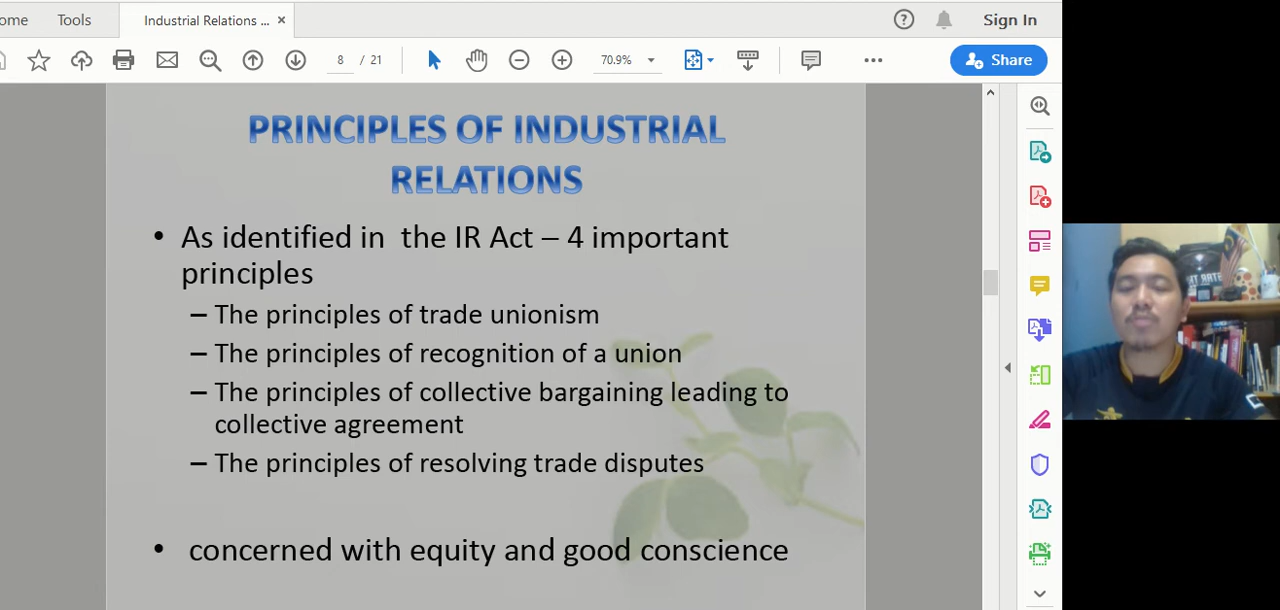 ome Tools Industrial Relations ... × Sign In
8 / 21 70.9% Share
PRINCIPLES OF INDUSTRIAL
RELATIONS
• As identified in the IR Act – 4 important
principles
– The principles of trade unionism
– The principles of recognition of a union
– The principles of collective bargaining leading to
collective agreement
– The principles of resolving trade disputes
• concerned with equity and good conscience